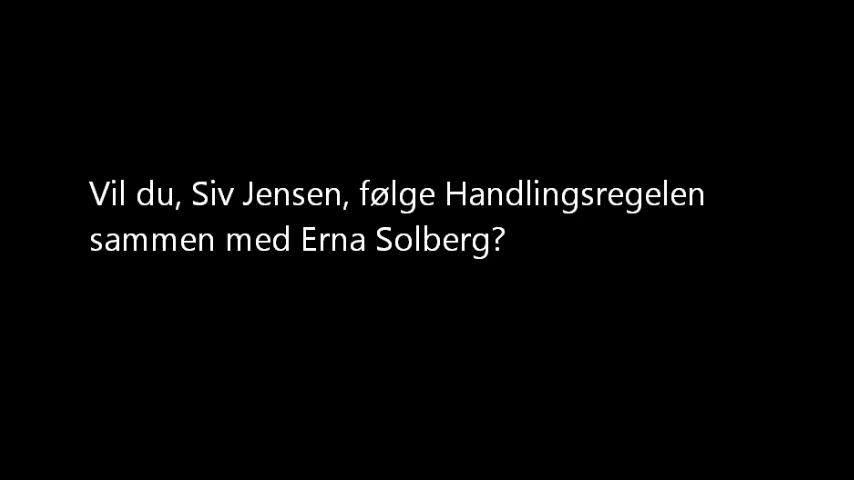 Vil du, Siv Jensen, følge Handlingsregelen
sammen med Erna Solberg?